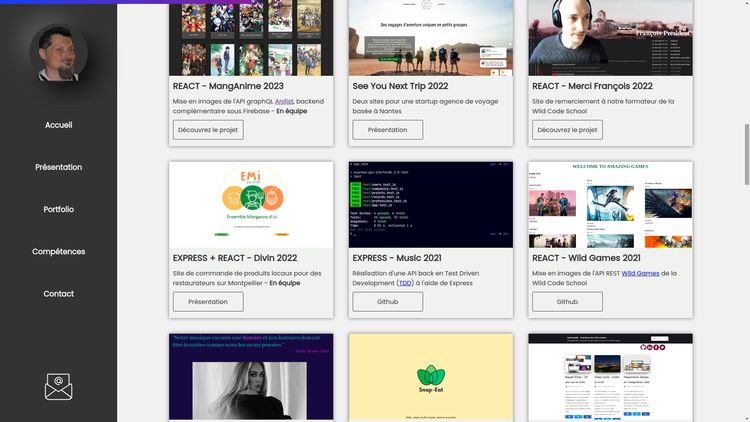 Accueil
Présentation
Portfolio
Compétences
Contact
REACT - MangAnime 2023
Mise en images de l'API graphQL Anilist, backend
complémentaire sous Firebase - En équipe
Découvrez le projet
Des voyages d'aventure uniques en petits groupes
See You Next Trip 2022
Deux sites pour une startup agence de voyage
basée à Nantes
Présentation
François President
REACT - Merci François 2022
Site de remerciement à notre formateur de la
Wild Code School
Découvrez le projet
EMi
Ensemble Mangeons d'ici
EXPRESS + REACT - Divin 2022
Site de commande de produits locaux pour des
restaurateurs sur Montpellier - En équipe
Présentation
EXPRESS - Music 2021
Réalisation d'une API back en Test Driven
Development (TDD) à l'aide de Express
Github
WELCOME TO AMAZING GAMES
REACT - Wild Games 2021
Mise en images de l'API REST Wild Games de la
Wild Code School
Github
"Notre musique raconte une histoire et nos histoires doivent
être écoutées comme nous les avons pensées."
Snap-Eat